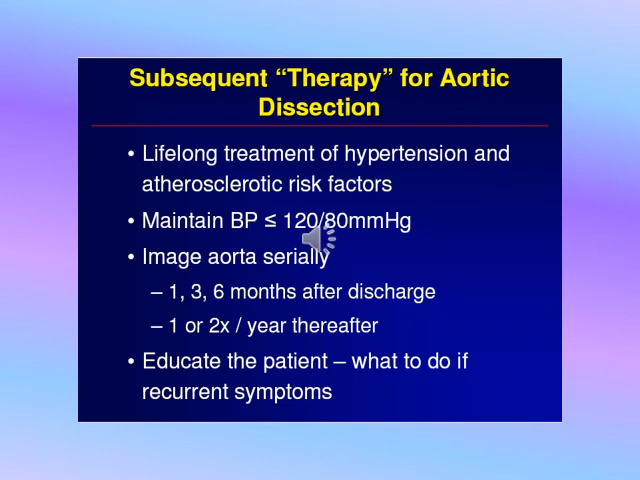 Subsequent “Therapy” for Aortic
Dissection
• Lifelong treatment of hypertension and
atherosclerotic risk factors
• Maintain BP ≤ 120/80mmHg
• Image aorta serially
– 1, 3, 6 months after discharge
– 1 or 2x / year thereafter
• Educate the patient – what to do if
recurrent symptoms